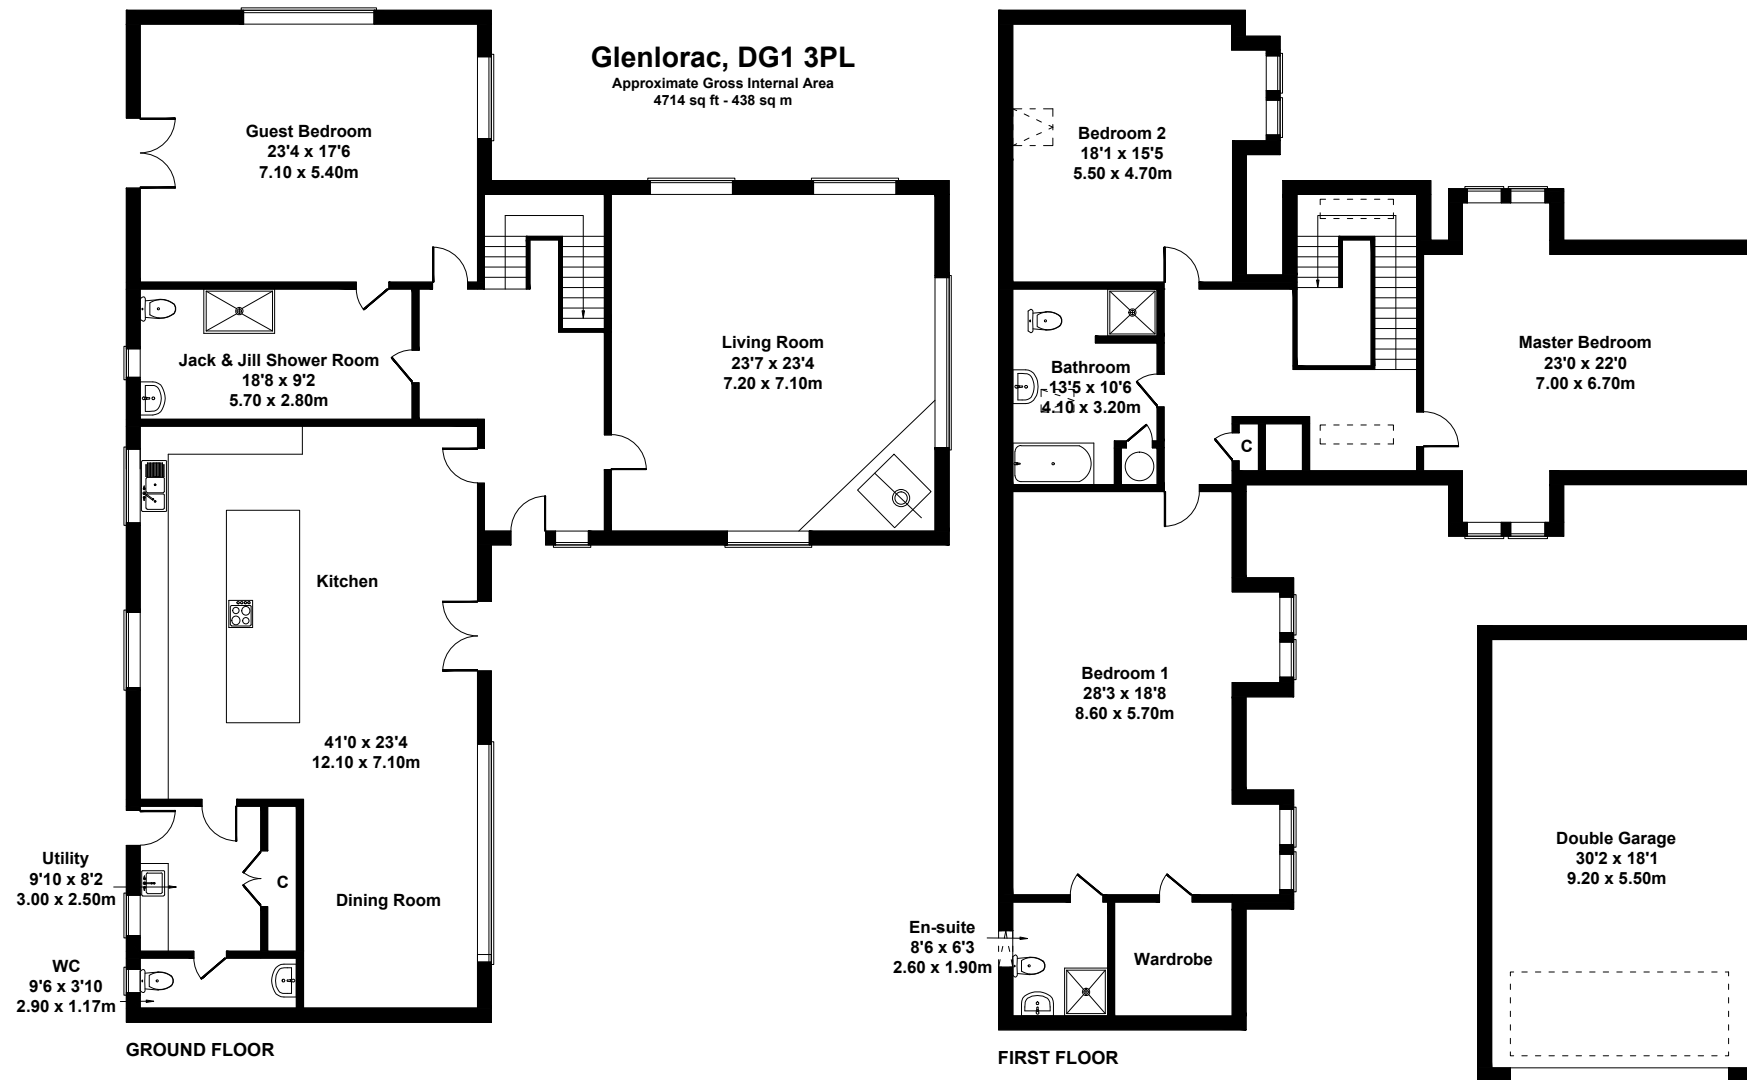 Glenlorac, DG1 3PL
Approximate Gross Internal Area
4714 sq ft - 438 sq m
Guest Bedroom
23'4 x 17'6
7.10 x 5.40m
Jack & Jill Shower Room
18'8 x 9'2
5.70 x 2.80m
Living Room
23'7 x 23'4
7.20 x 7.10m
Kitchen
41'0 x 23'4
12.10 x 7.10m
Utility
9'10 x 8'2
3.00 x 2.50m
C
Dining Room
WC
9'6 x 3'10
2.90 x 1.17m
GROUND FLOOR
Bedroom 2
18'1 x 15'5
5.50 x 4.70m
Bathroom
13'5 x 10'6
4.10 x 3.20m
C
Master Bedroom
23'0 x 22'0
7.00 x 6.70m
Bedroom 1
28'3 x 18'8
8.60 x 5.70m
En-suite
8'6 x 6'3
2.60 x 1.90m
Wardrobe
Double Garage
30'2 x 18'1
9.20 x 5.50m
FIRST FLOOR